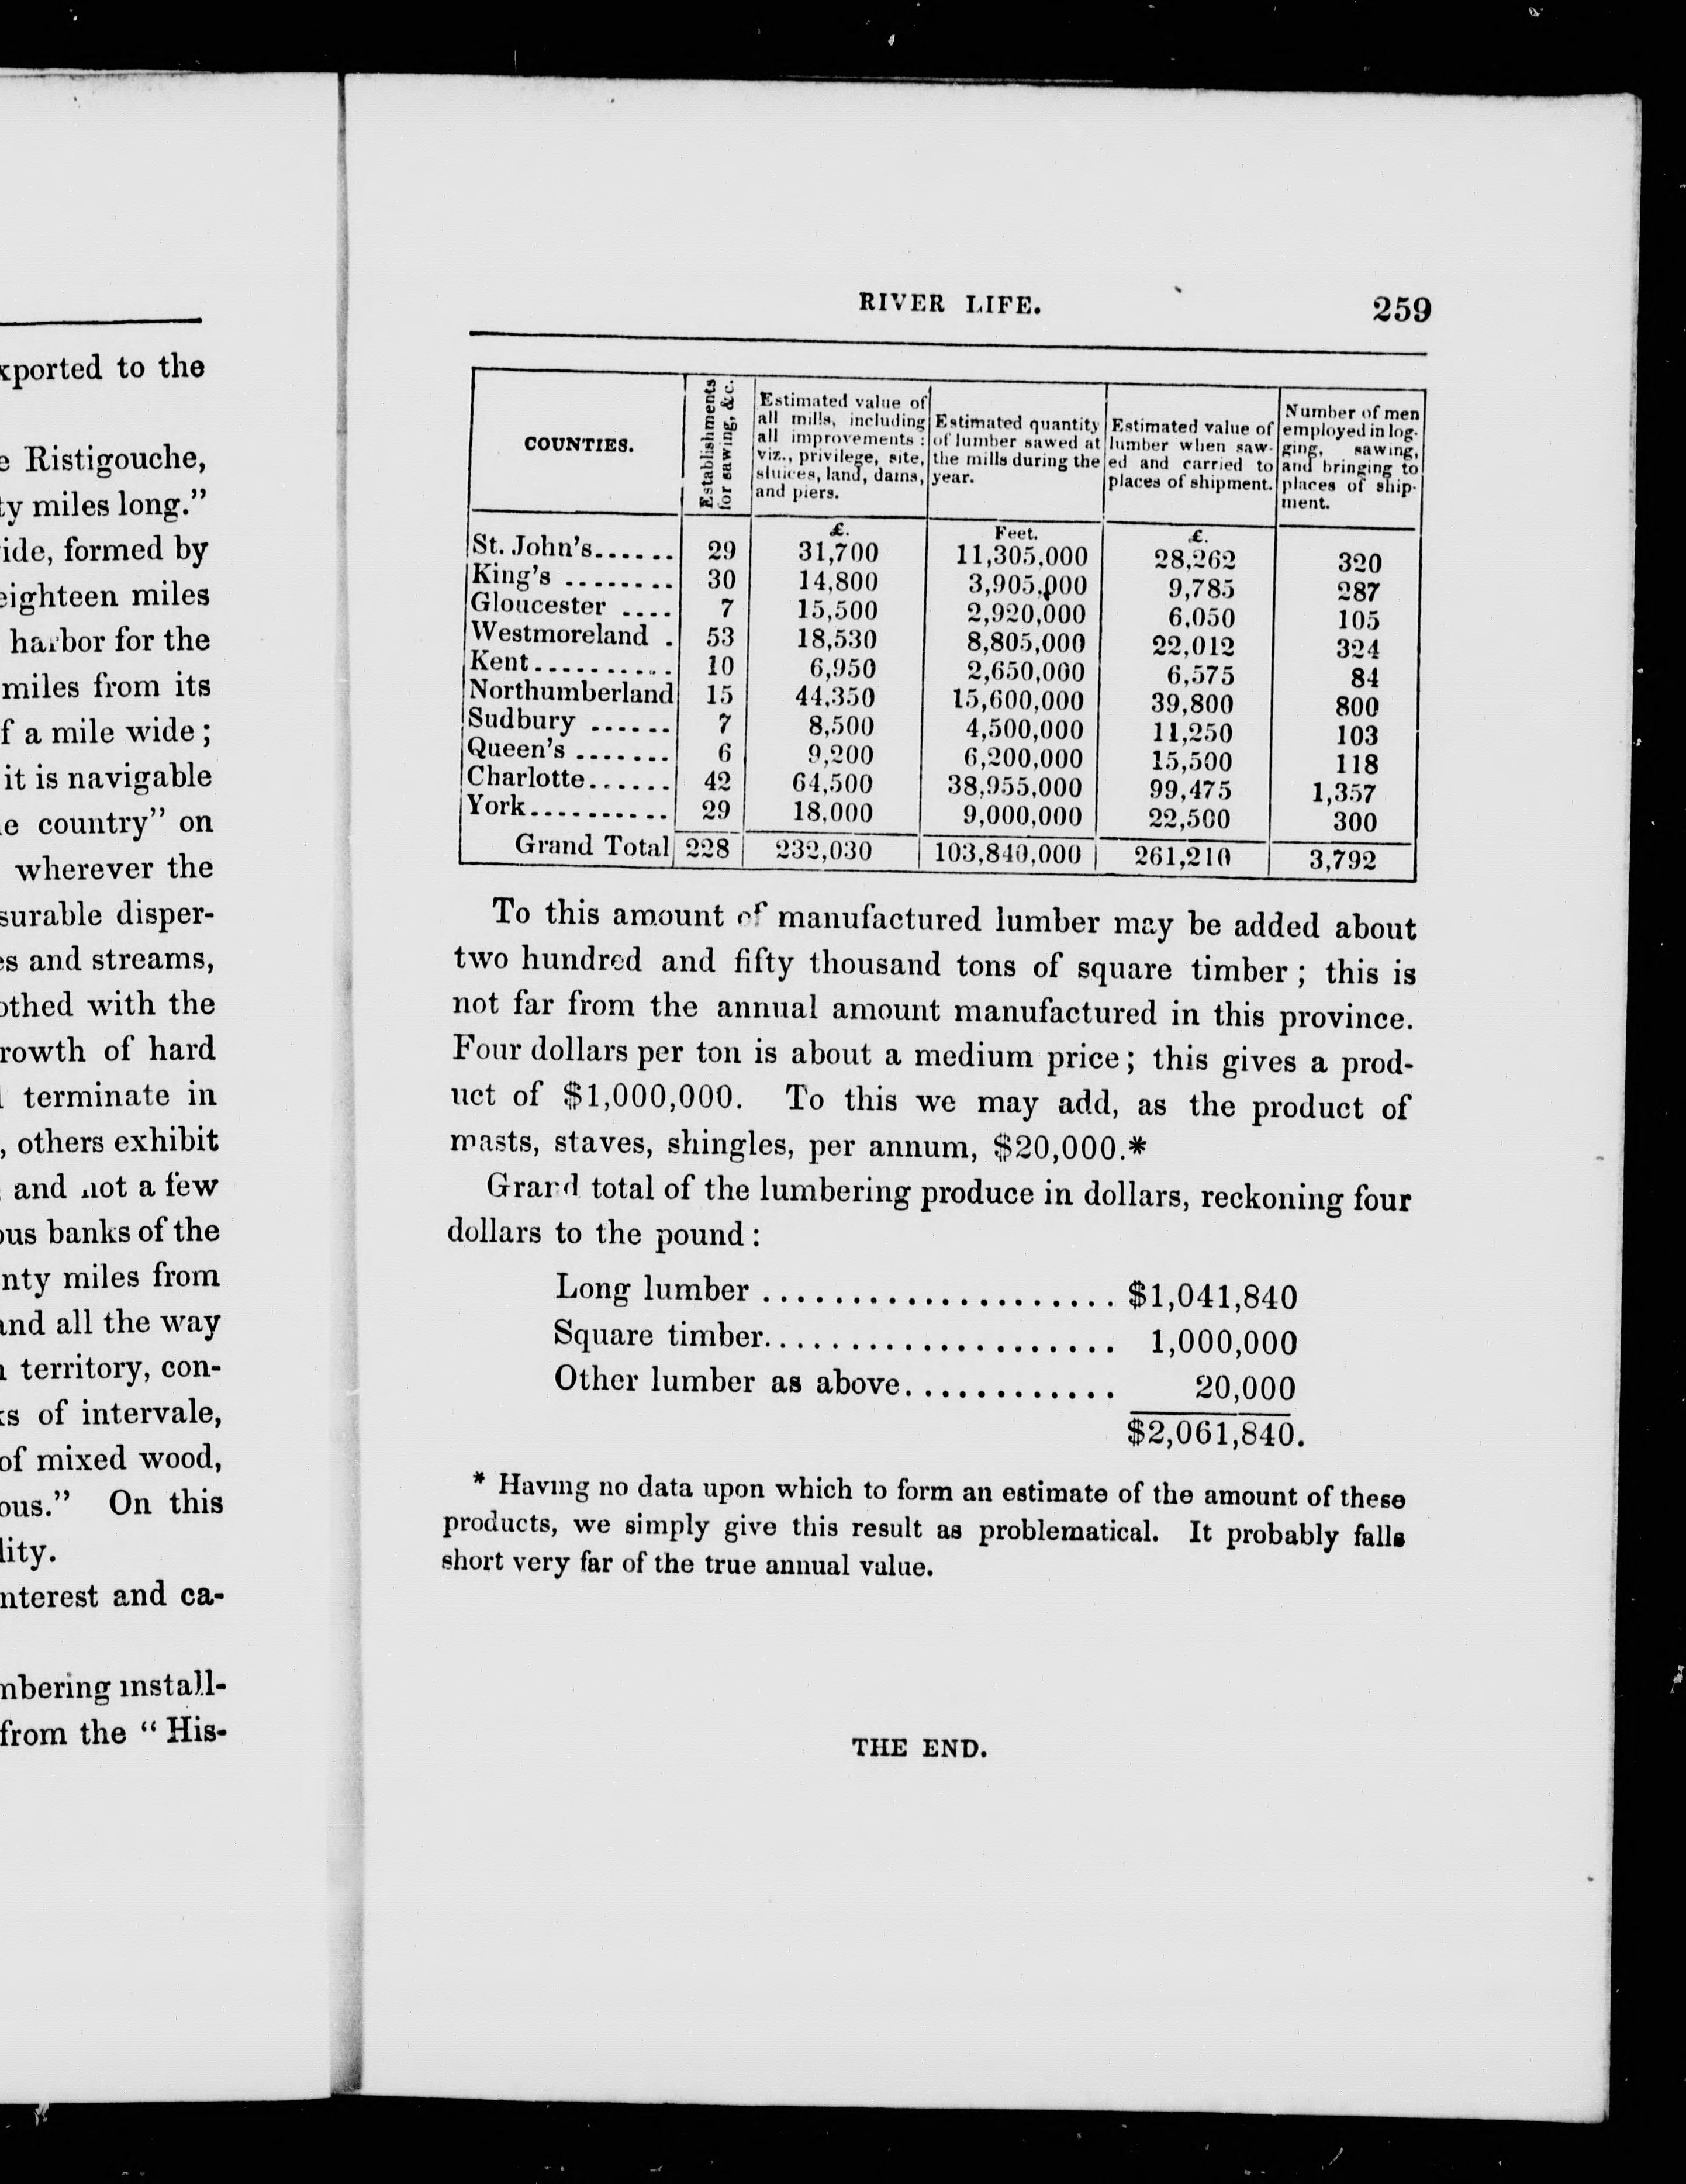 xported to the
e Ristigouche,
ty miles long."
ide, formed by
eighteen miles
harbor for the
miles from its
f a mile wide;
it is navigable
e country" on
wherever the
surable disper-
es and streams,
othed with the
rowth of hard
terminate in
, others exhibit
and not a few
ous banks of the
nty miles from
and all the way
territory, con-
ks of intervale,
of mixed wood,
ous." On this
lity.
nterest and ca-
mbering install-
from the "His-
RIVER LIFE. 259
COUNTIES.
Establishments
for sawing, &c.
Estimated value of
all mills, including
all improvements :
viz., privilege, site,
sluices, land, dams,
and piers.
Estimated quantity
of lumber sawed at
the mills during the
year.
Estimated value of
lumber when saw-
ed and carried to
places of shipment.
Number of men
employed in log-
ging, sawing,
and bringing to
places of ship-
ment.
£. Feet. £.
St. John's...... 29 31,700 11,305,000 28,262 320
King's ........ 30 14,800 3,905,000 9,785 287
Gloucester .... 7 15,500 2,920,000 6,050 105
Westmoreland . 53 18,530 8,805,000 22,012 324
Kent.......... 10 6,950 2,650,000 6,575 84
Northumberland 15 44,350 15,600,000 39,800 800
Sudbury ...... 7 8,500 4,500,000 11,250 103
Queen's ....... 6 9,200 6,200,000 15,500 118
Charlotte...... 42 64,500 38,955,000 99,475 1,357
York.......... 29 18,000 9,000,000 22,500 300
Grand Total 228 232,030 103,840,000 261,210 3,792
To this amount of manufactured lumber may be added about
two hundred and fifty thousand tons of square timber; this is
not far from the annual amount manufactured in this province.
Four dollars per ton is about a medium price; this gives a prod-
uct of $1,000,000. To this we may add, as the product of
masts, staves, shingles, per annum, $20,000.*
Grand total of the lumbering produce in dollars, reckoning four
dollars to the pound:
Long lumber ..................... $1,041,840
Square timber..................... 1,000,000
Other lumber as above............ 20,000
$2,061,840.
* Having no data upon which to form an estimate of the amount of these
products, we simply give this result as problematical. It probably falls
short very far of the true annual value.
THE END.